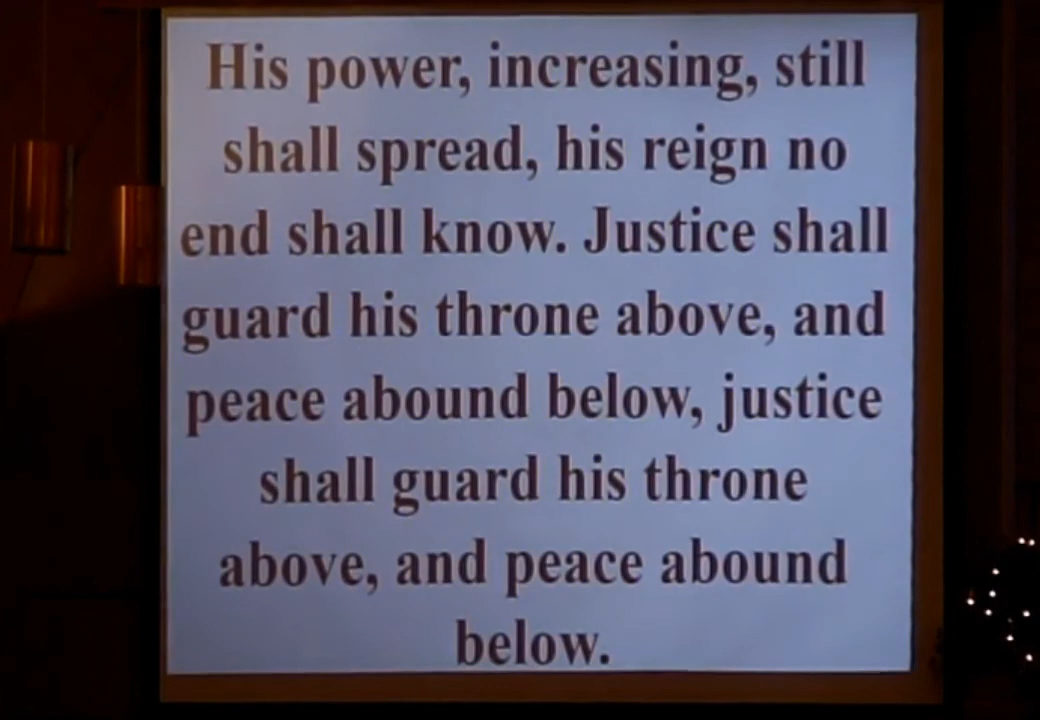 His power, increasing, still
shall spread, his reign no
end shall know. Justice shall
guard his throne above, and
peace abound below, justice
shall guard his throne
above, and peace abound
below.